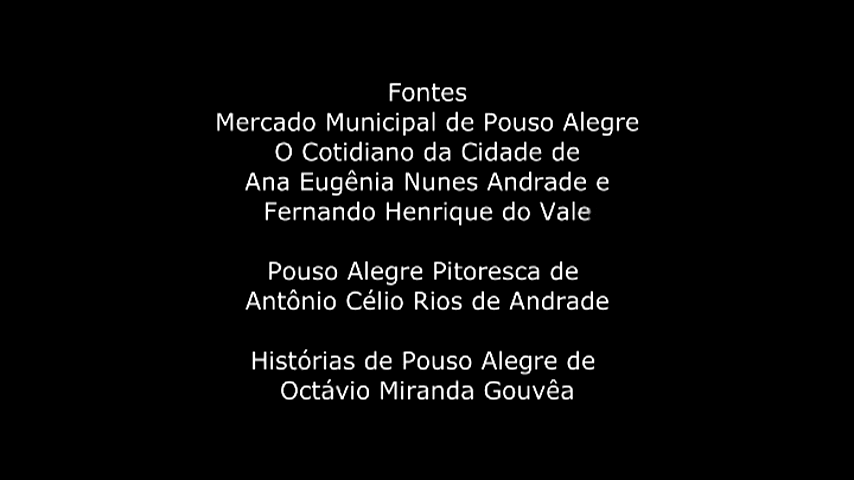 Fontes
Mercado Municipal de Pouso Alegre
O Cotidiano da Cidade de
Ana Eugênia Nunes Andrade e
Fernando Henrique do Vale
Pouso Alegre Pitoresca de
Antônio Célio Rios de Andrade
Histórias de Pouso Alegre de
Octávio Miranda Gouvêa